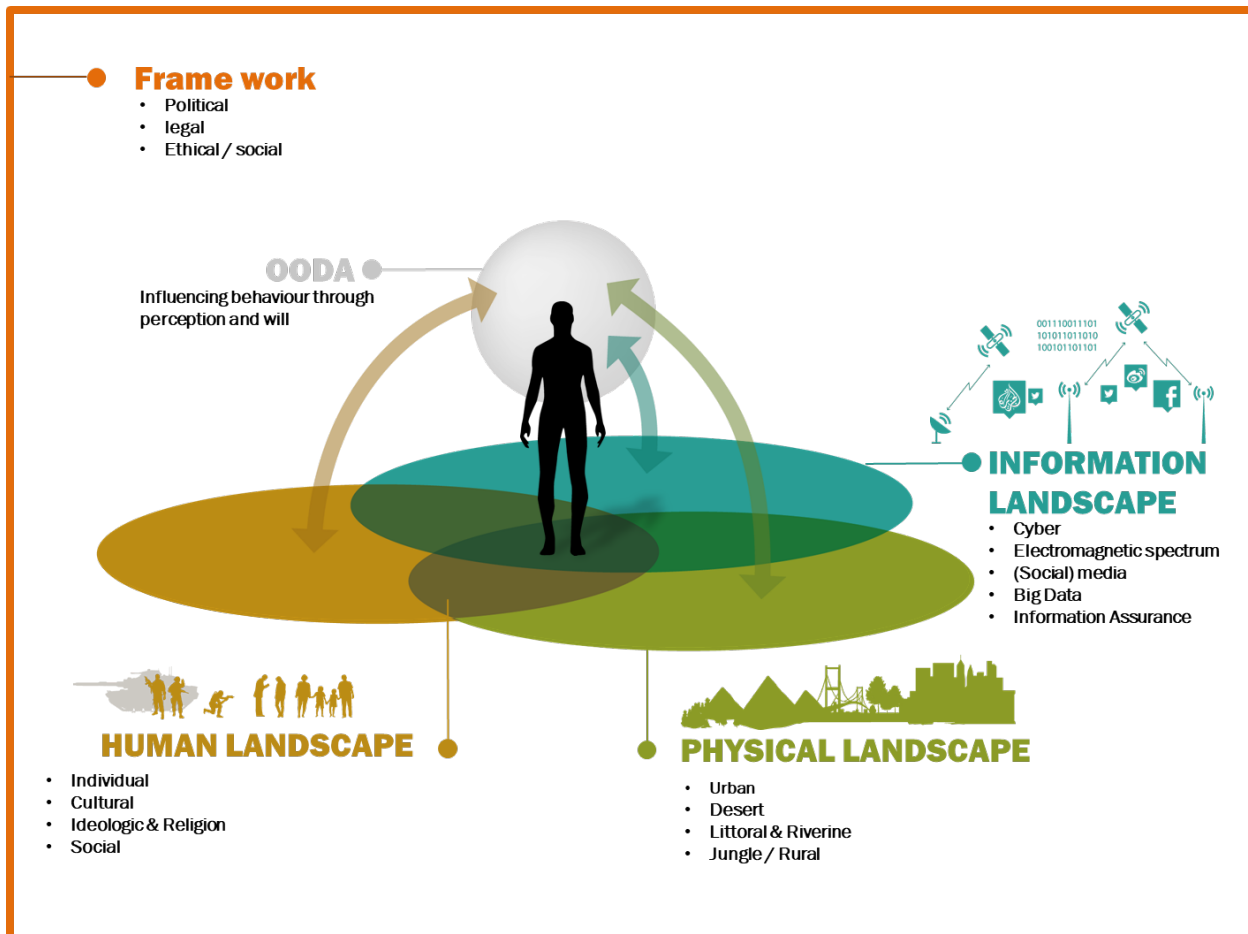 Frame work
• Political
• legal
• Ethical / social
OODA
Influencing behaviour through
perception and will
001110011101
101011011010
100101101101
INFORMATION
LANDSCAPE
• Cyber
• Electromagnetic spectrum
• (Social) media
• Big Data
• Information Assurance
HUMAN LANDSCAPE
• Individual
• Cultural
• Ideologic & Religion
• Social
PHYSICAL LANDSCAPE
• Urban
• Desert
• Littoral & Riverine
• Jungle / Rural